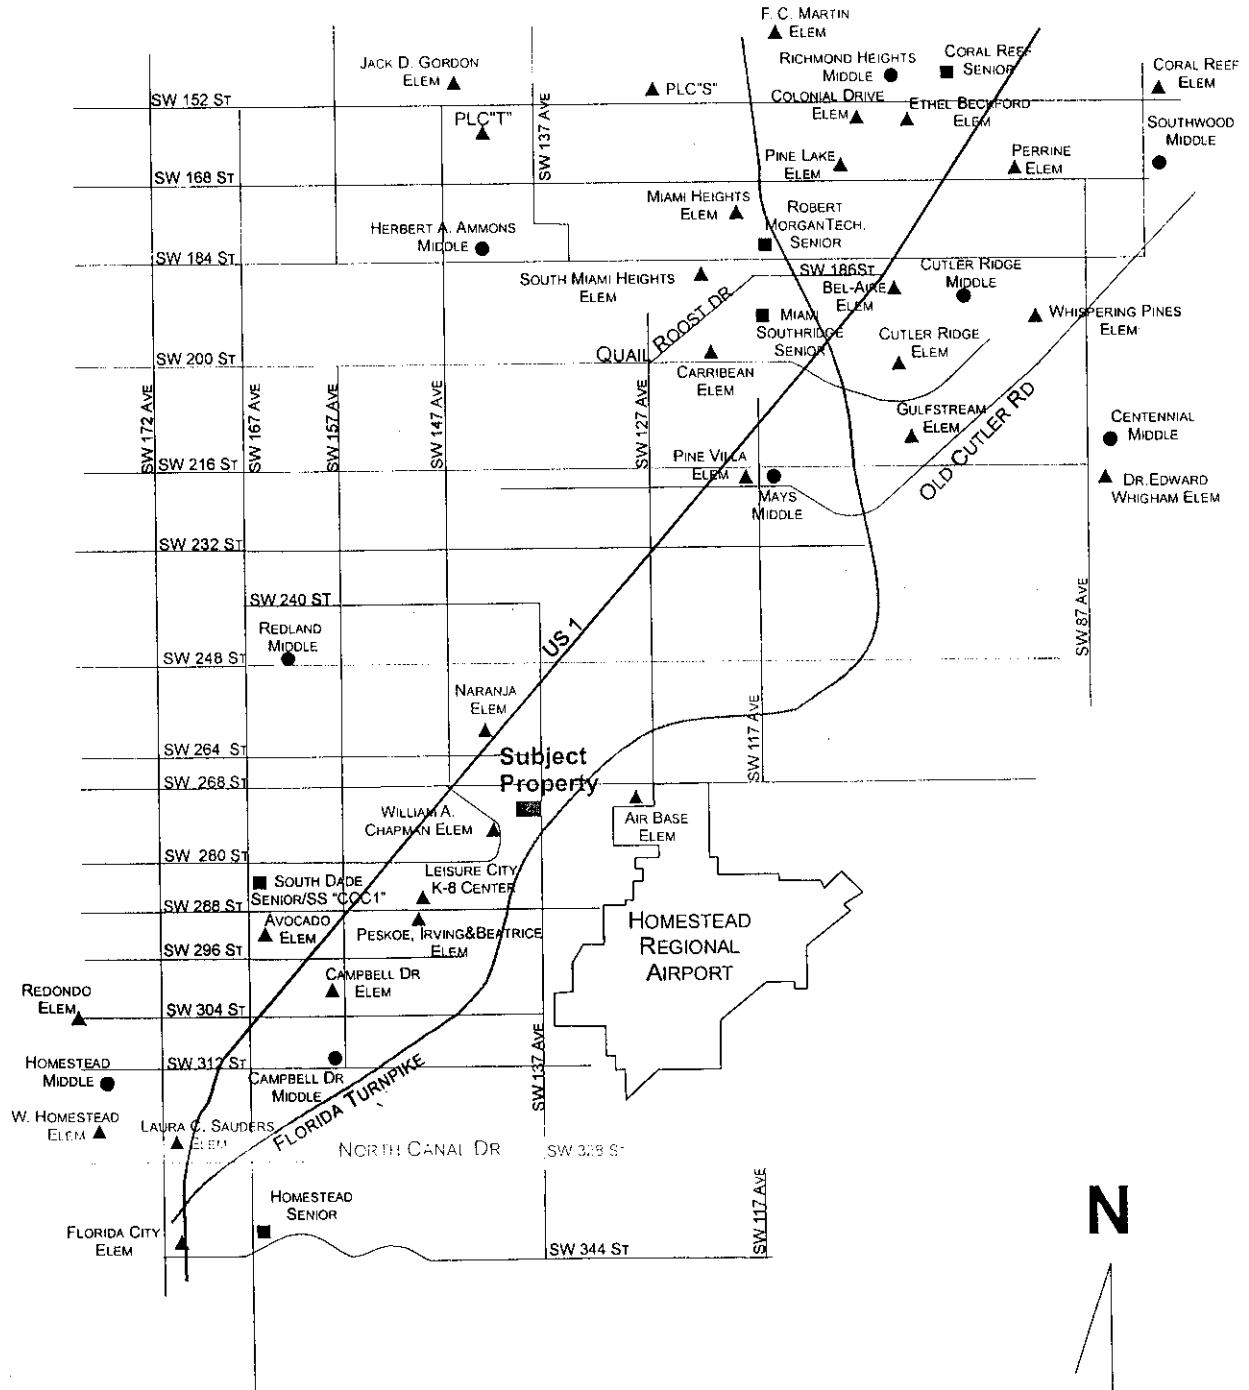 F. C. MARTIN
ELEM
JACK D. GORDON
ELEM
RICHMOND HEIGHTS
MIDDLE
CORAL REEF
SENIOR
CORAL REEF
ELEM
PLC"S"
SW 152 ST
COLONIAL DRIVE
ELEM
ETHEL BECKFORD
ELEM
PLC"T"
SW 137 AVE
SOUTHWOOD
MIDDLE
PINE LAKE
ELEM
PERRINE
ELEM
SW 168 ST
MIAMI HEIGHTS
ELEM
ROBERT
MORGANTECH.
SENIOR
HERBERT A. AMMONS
MIDDLE
SW 184 ST
SOUTH MIAMI HEIGHTS
ELEM
SW 186ST
BEL-AIRE
ELEM
CUTLER RIDGE
MIDDLE
QUAIL ROOST DR
MIAMI
SOUTHRIDGE
SENIOR
WHISPERING PINES
ELEM
SW 200 ST
CARRIBEAN
ELEM
CUTLER RIDGE
ELEM
SW 172 AVE
SW 167 AVE
SW 157 AVE
SW 147 AVE
SW 127 AVE
GULFSTREAM
ELEM
OLD CUTLER RD
CENTENNIAL
MIDDLE
SW 216 ST
PINE VILLA
ELEM
MAYS
MIDDLE
DR.EDWARD
WHIGHAM ELEM
SW 232 ST
SW 240 ST
REDLAND
MIDDLE
US 1
SW 87 AVE
SW 248 ST
NARANJA
ELEM
SW 117 AVE
SW 264 ST
Subject
Property
SW 268 ST
WILLIAM A.
CHAPMAN ELEM
AIR BASE
ELEM
SW 280 ST
SOUTH DADE
SENIOR/SS "CCC1"
LEISURE CITY
K-8 CENTER
SW 288 ST
AVOCADO
ELEM
PESKOE, IRVING&BEATRICE
ELEM
HOMESTEAD
REGIONAL
AIRPORT
SW 296 ST
CAMPBELL DR
ELEM
REDONDO
ELEM
SW 304 ST
HOMESTEAD
MIDDLE
SW 312 ST
CAMPBELL DR
MIDDLE
SW 137 AVE
FLORIDA TURNPIKE
W. HOMESTEAD
ELEM
LAURA C. SAUDERS
ELEM
NORTH CANAL DR
SW 328 ST
HOMESTEAD
SENIOR
SW 117 AVE
FLORIDA CITY
ELEM
SW 344 ST
N